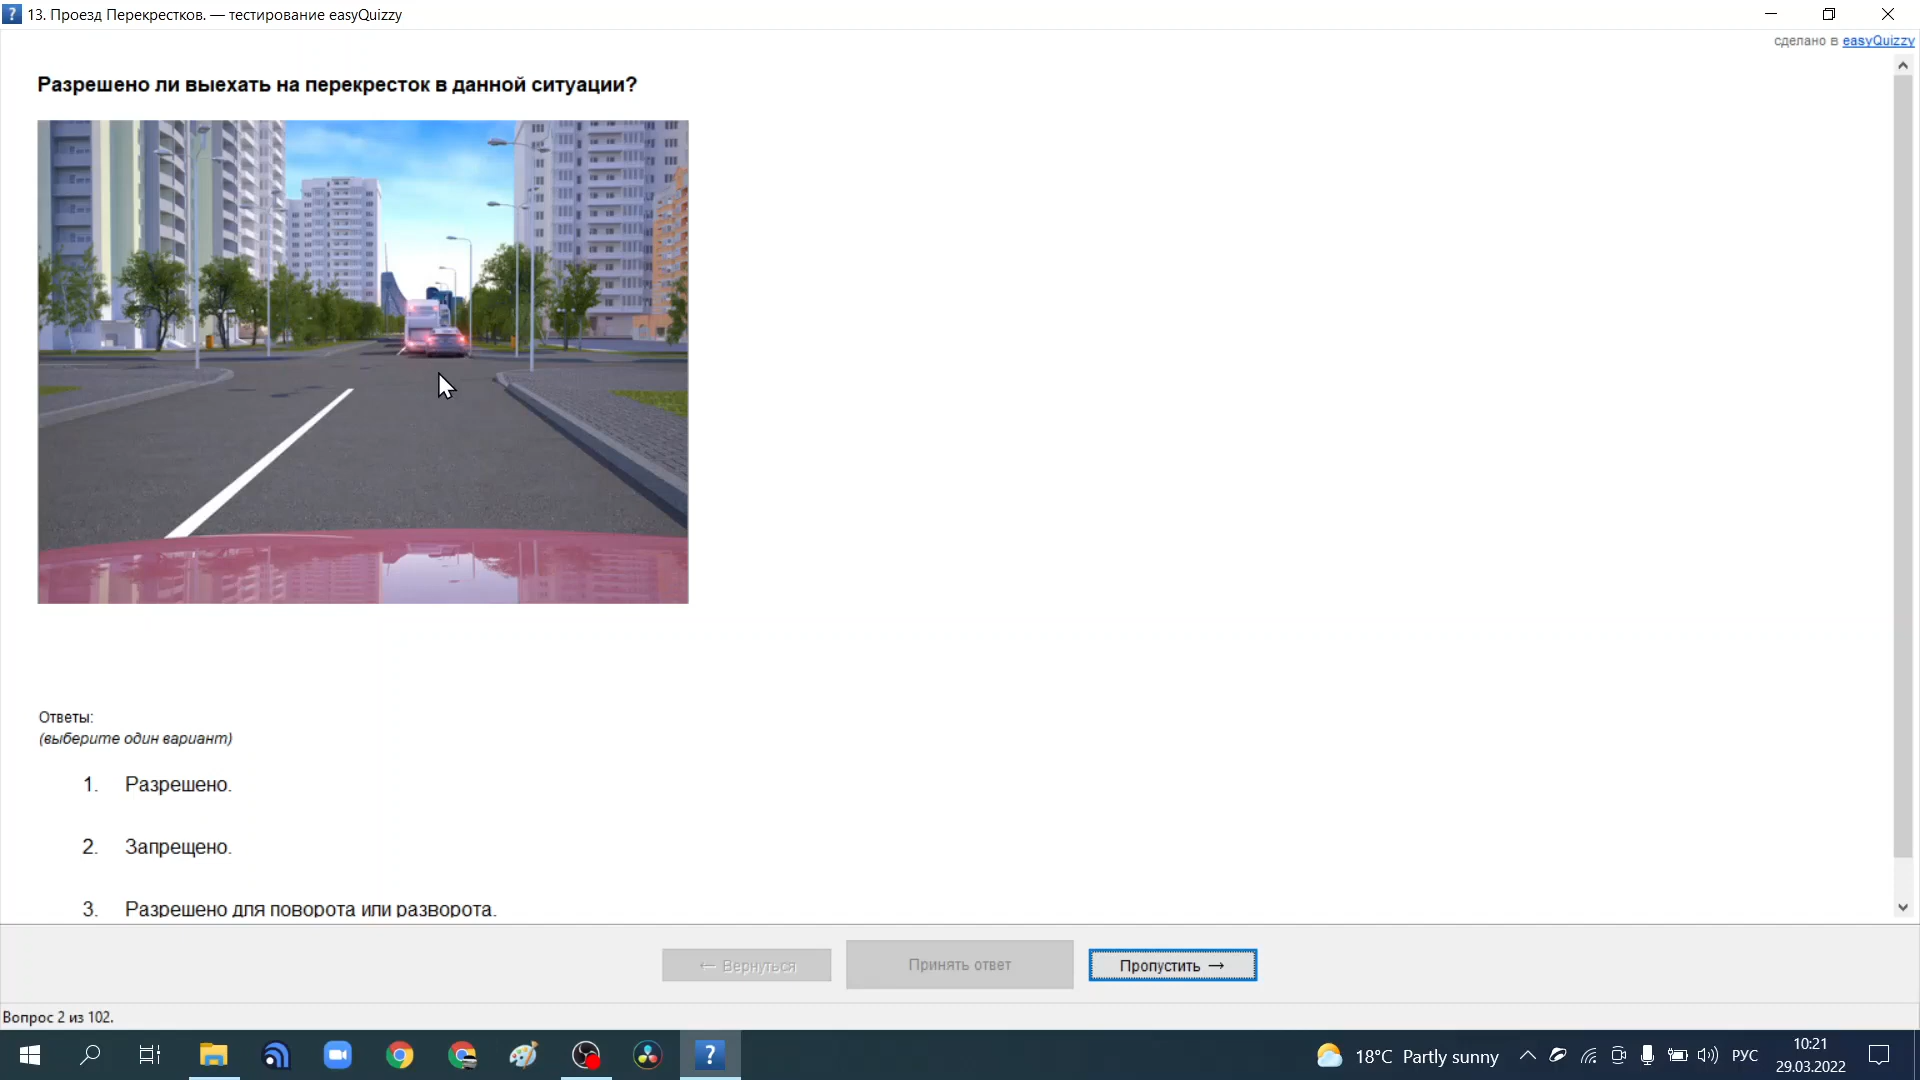 13. Проезд Перекрестков. — тестирование easyQuizzy
сделано в easyQuizzy
Разрешено ли выехать на перекресток в данной ситуации?
Ответы:
(выберите один вариант)
1. Разрешено.
2. Запрещено.
3. Разрешено для поворота или разворота.
← Вернуться
Принять ответ
Пропустить →
Вопрос 2 из 102.
18°C Partly sunny
РУС
10:21
29.03.2022